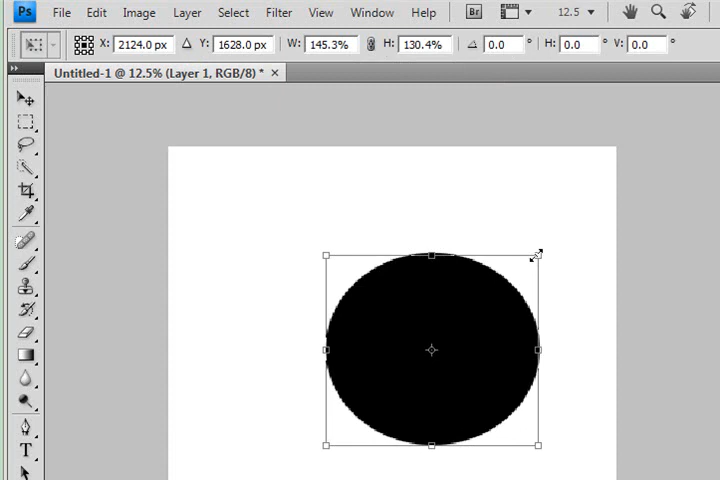 Ps File Edit Image Layer Select Filter View Window Help Br 12.5
X: 2124.0 px Y: 1628.0 px W: 145.3% H: 130.4% 0.0 ° H: 0.0 ° V: 0.0 °
Untitled-1 @ 12.5% (Layer 1, RGB/8) * ×
T